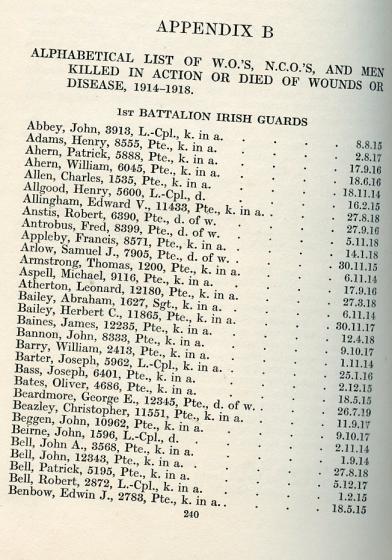 APPENDIX B
ALPHABETICAL LIST OF W.O.'S, N.C.O.'S, AND MEN
KILLED IN ACTION OR DIED OF WOUNDS OR
DISEASE, 1914–1918.
1ST BATTALION IRISH GUARDS
Abbey, John, 3913, L.-Cpl., k. in a. . . . . 8.8.15
Adams, Henry, 8555, Pte., k. in a. . . . . 2.8.17
Ahern, Patrick, 5888, Pte., k. in a. . . . . 17.9.16
Ahern, William, 6045, Pte., k. in a. . . . . 18.6.16
Allen, Charles, 1535, Pte., k. in a. . . . . 18.11.14
Allgood, Henry, 5600, L.-Cpl., d. . . . . 16.2.15
Allingham, Edward V., 11433, Pte., k. in a. . . . . 27.8.18
Anstis, Robert, 6390, Pte., d. of w. . . . . 27.9.16
Antrobus, Fred, 8399, Pte., d. of w. . . . . 5.11.18
Appleby, Francis, 8571, Pte., k. in a. . . . . 14.1.18
Arlow, Samuel J., 7905, Pte., d. of w. . . . . 30.11.15
Armstrong, Thomas, 1200, Pte., k. in a. . . . . 6.11.14
Aspell, Michael, 9116, Pte., k. in a. . . . . 17.9.16
Atherton, Leonard, 12180, Pte., k. in a. . . . . 27.3.18
Bailey, Abraham, 1627, Sgt., k. in a. . . . . 6.11.14
Bailey, Herbert C., 11865, Pte., k. in a. . . . . 30.11.17
Baines, James, 12235, Pte., k. in a. . . . . 12.4.18
Bannon, John, 8333, Pte., k. in a. . . . . 9.10.17
Barry, William, 2413, Pte., k. in a. . . . . 1.11.14
Barter, Joseph, 5962, L.-Cpl., k. in a. . . . . 25.1.16
Bass, Joseph, 6401, Pte., k. in a. . . . . 2.12.15
Bates, Oliver, 4686, Pte., k. in a. . . . . 18.5.15
Beardmore, George E., 12345, Pte., d. of w. . . . . 26.7.19
Beazley, Christopher, 11551, Pte., k. in a. . . . . 11.9.17
Beggen, John, 10962, Pte., k. in a. . . . . 9.10.17
Beirne, John, 1596, L.-Cpl., d. . . . . 2.11.14
Bell, John A., 3568, Pte., k. in a. . . . . 1.9.14
Bell, John, 12343, Pte., k. in a. . . . . 27.8.18
Bell, Patrick, 5195, Pte., k. in a. . . . . 5.12.17
Bell, Robert, 2872, L.-Cpl., k. in a. . . . . 1.2.15
Benbow, Edwin J., 2783, Pte., k. in a. . . . . 18.5.15
240